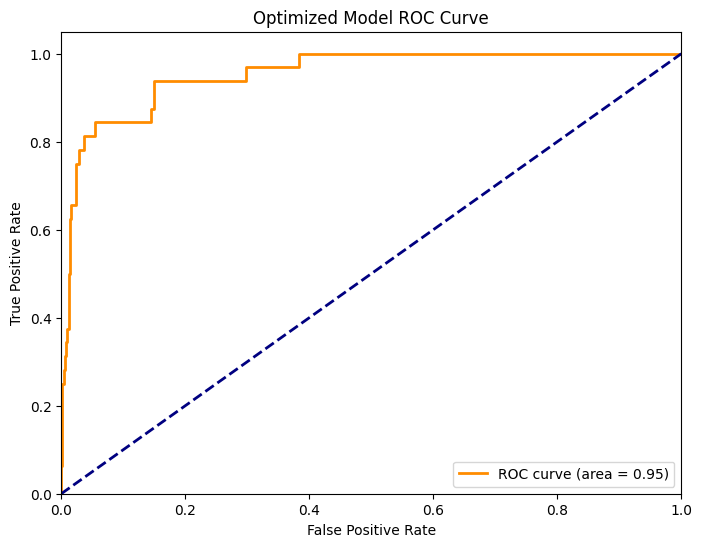 Optimized Model ROC Curve
1.0
0.8
0.6
0.4
0.2
0.0
True Positive Rate
ROC curve (area = 0.95)
0.0 0.2 0.4 0.6 0.8 1.0
False Positive Rate